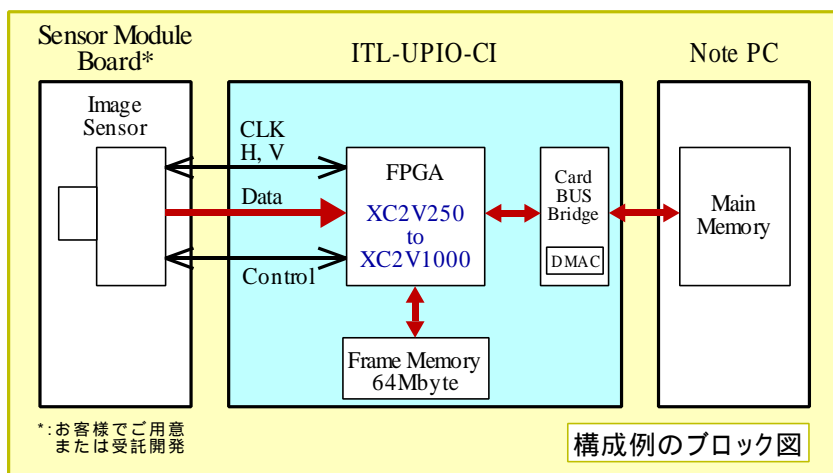 Sensor Module
Board*
ITL-UPIO-CI
Note PC
Image
Sensor
CLK
H, V
Data
Control
FPGA
XC2V250
to
XC2V1000
Card
BUS
Bridge
DMAC
Main
Memory
Frame Memory
64Mbyte
*:お客様でご用意
または受託開発
構成例のブロック図